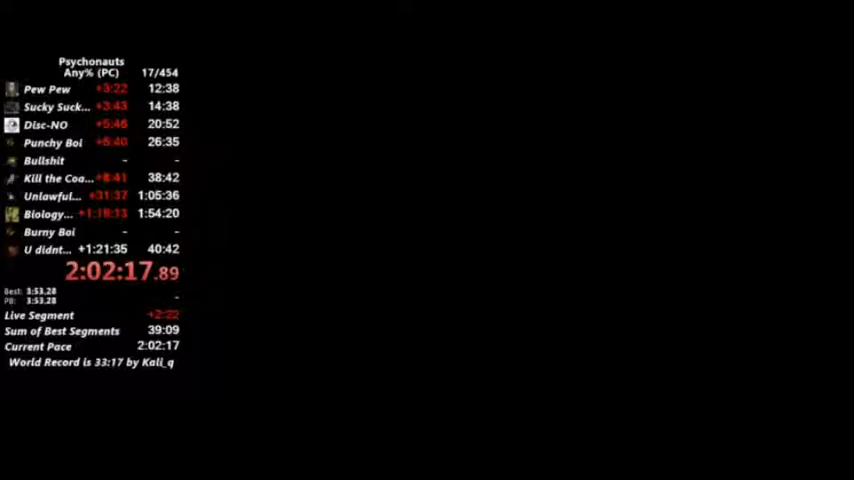 Psychonauts
Any% (PC) 17/454
Pew Pew +3:22 12:38
Sucky Suck... +3:43 14:38
Disc-NO +5:46 20:52
Punchy Boi +5:40 26:35
Bullshit - -
Kill the Coa... +8:41 38:42
Unlawful... +31:37 1:05:36
Biology... +1:18:13 1:54:20
Burny Boi - -
U didnt... +1:21:35 40:42
2:02:17.89
Best: 3:53.28
PB: 3:53.28 -
Live Segment +2:22
Sum of Best Segments 39:09
Current Pace 2:02:17
World Record is 33:17 by Kali_q